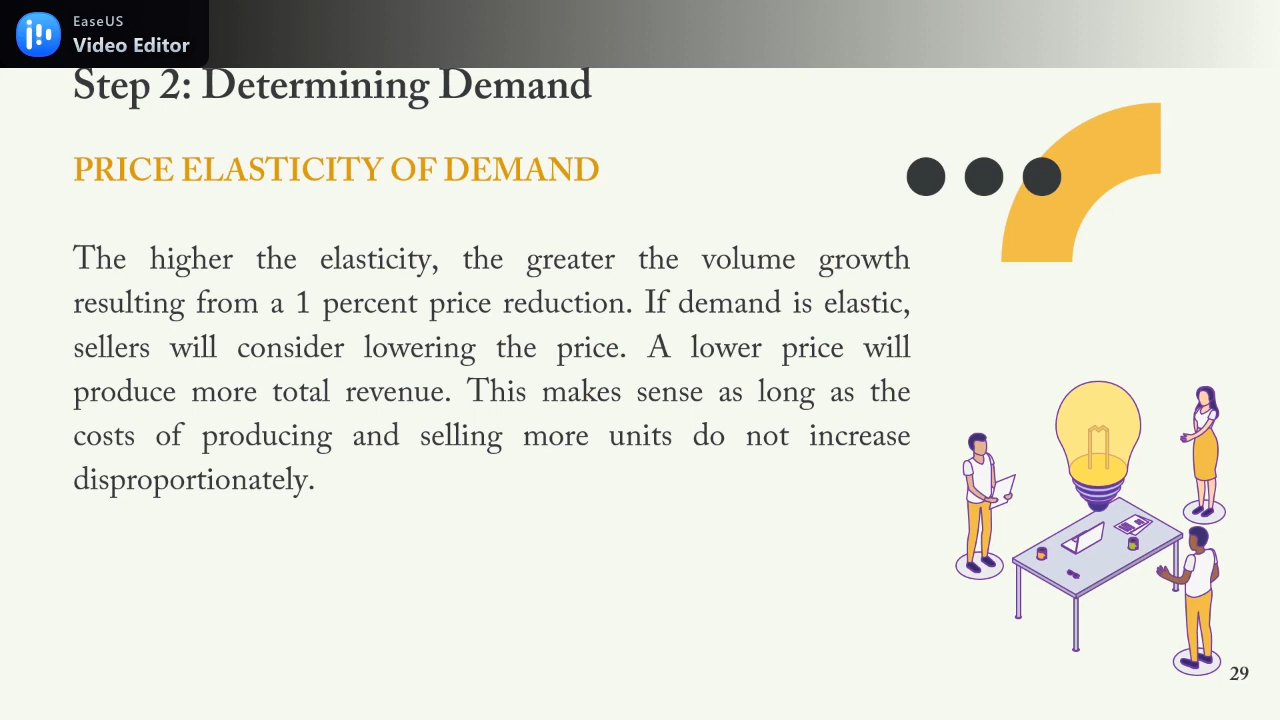 EaseUS
Video Editor
Step 2: Determining Demand
PRICE ELASTICITY OF DEMAND
The higher the elasticity, the greater the volume growth
resulting from a 1 percent price reduction. If demand is elastic,
sellers will consider lowering the price. A lower price will
produce more total revenue. This makes sense as long as the
costs of producing and selling more units do not increase
disproportionately.
29